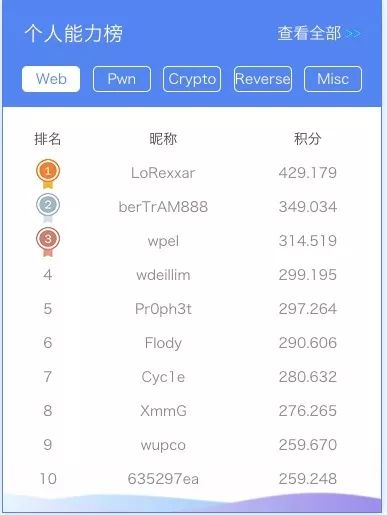 个人能力榜 查看全部 >>
Web Pwn Crypto Reverse Misc
排名 昵称 积分
1 LoRexxar 429.179
2 berTrAM888 349.034
3 wpel 314.519
4 wdeillim 299.195
5 Pr0ph3t 297.264
6 Flody 290.606
7 Cyc1e 280.632
8 XmmG 276.265
9 wupco 259.670
10 635297ea 259.248